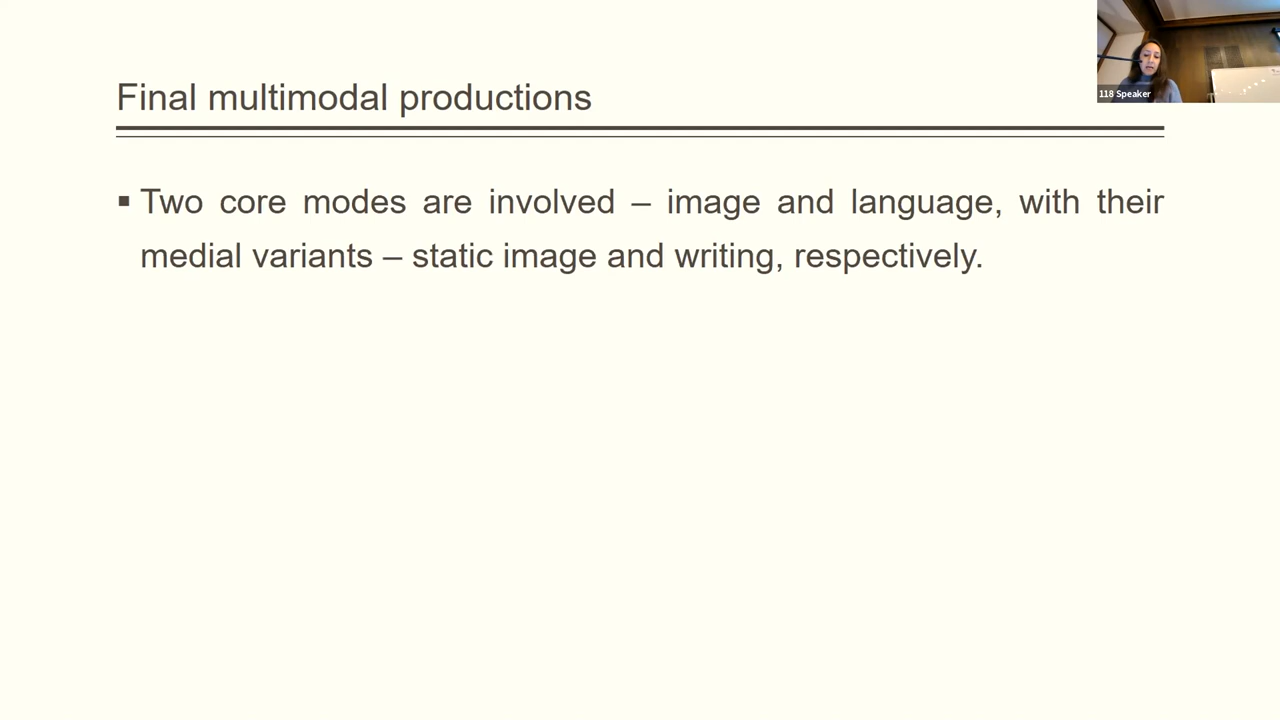 Final multimodal productions
118 Speaker
▪ Two core modes are involved – image and language, with their
medial variants – static image and writing, respectively.